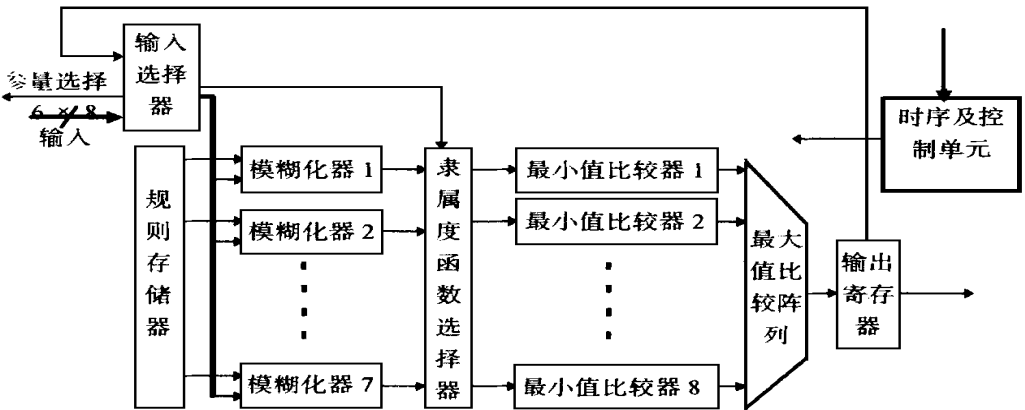 输入
选择
器
参量选择
6 × 8
输入
时序及控
制单元
规
则
存
储
器
模糊化器 1
模糊化器 2
模糊化器 7
隶
属
度
函
数
选
择
器
最小值比较器 1
最小值比较器 2
最小值比较器 8
最大
值比
较阵
列
输出
寄存
器